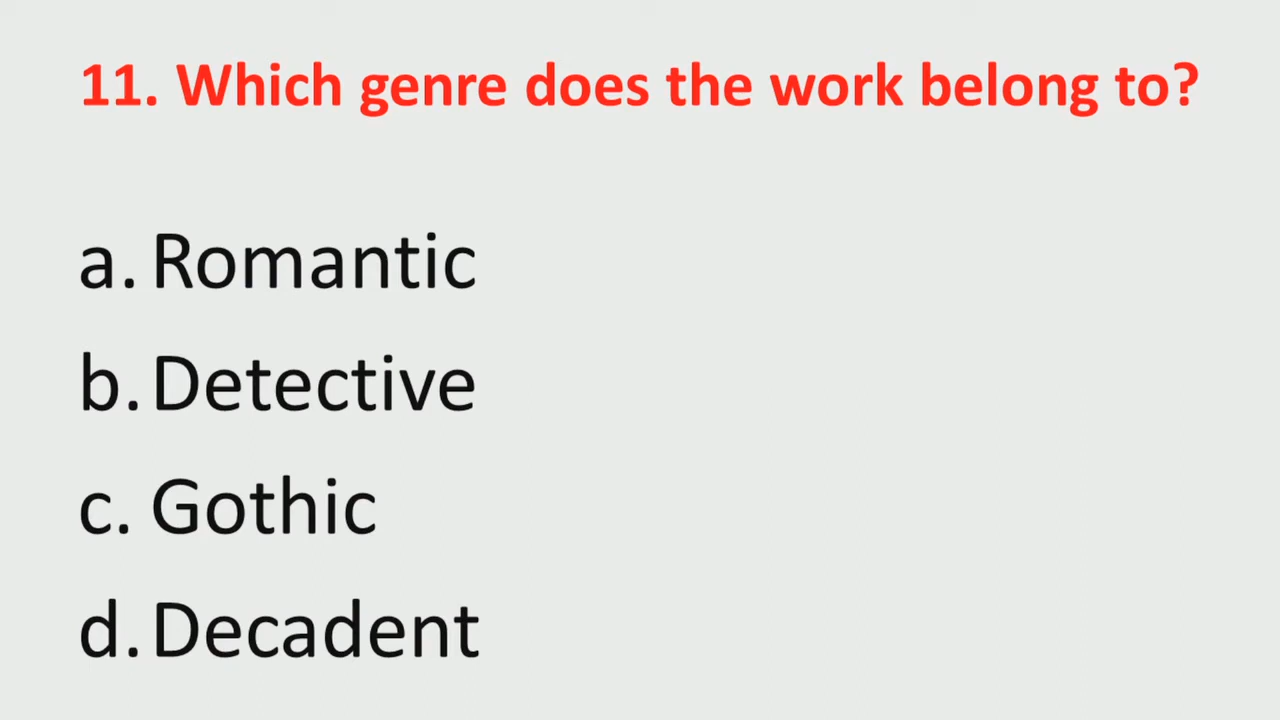 11. Which genre does the work belong to?
a. Romantic
b. Detective
c. Gothic
d. Decadent